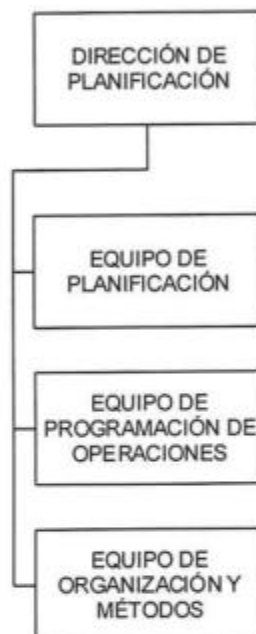 DIRECCIÓN DE
PLANIFICACIÓN
EQUIPO DE
PLANIFICACIÓN
EQUIPO DE
PROGRAMACIÓN DE
OPERACIONES
EQUIPO DE
ORGANIZACIÓN Y
MÉTODOS